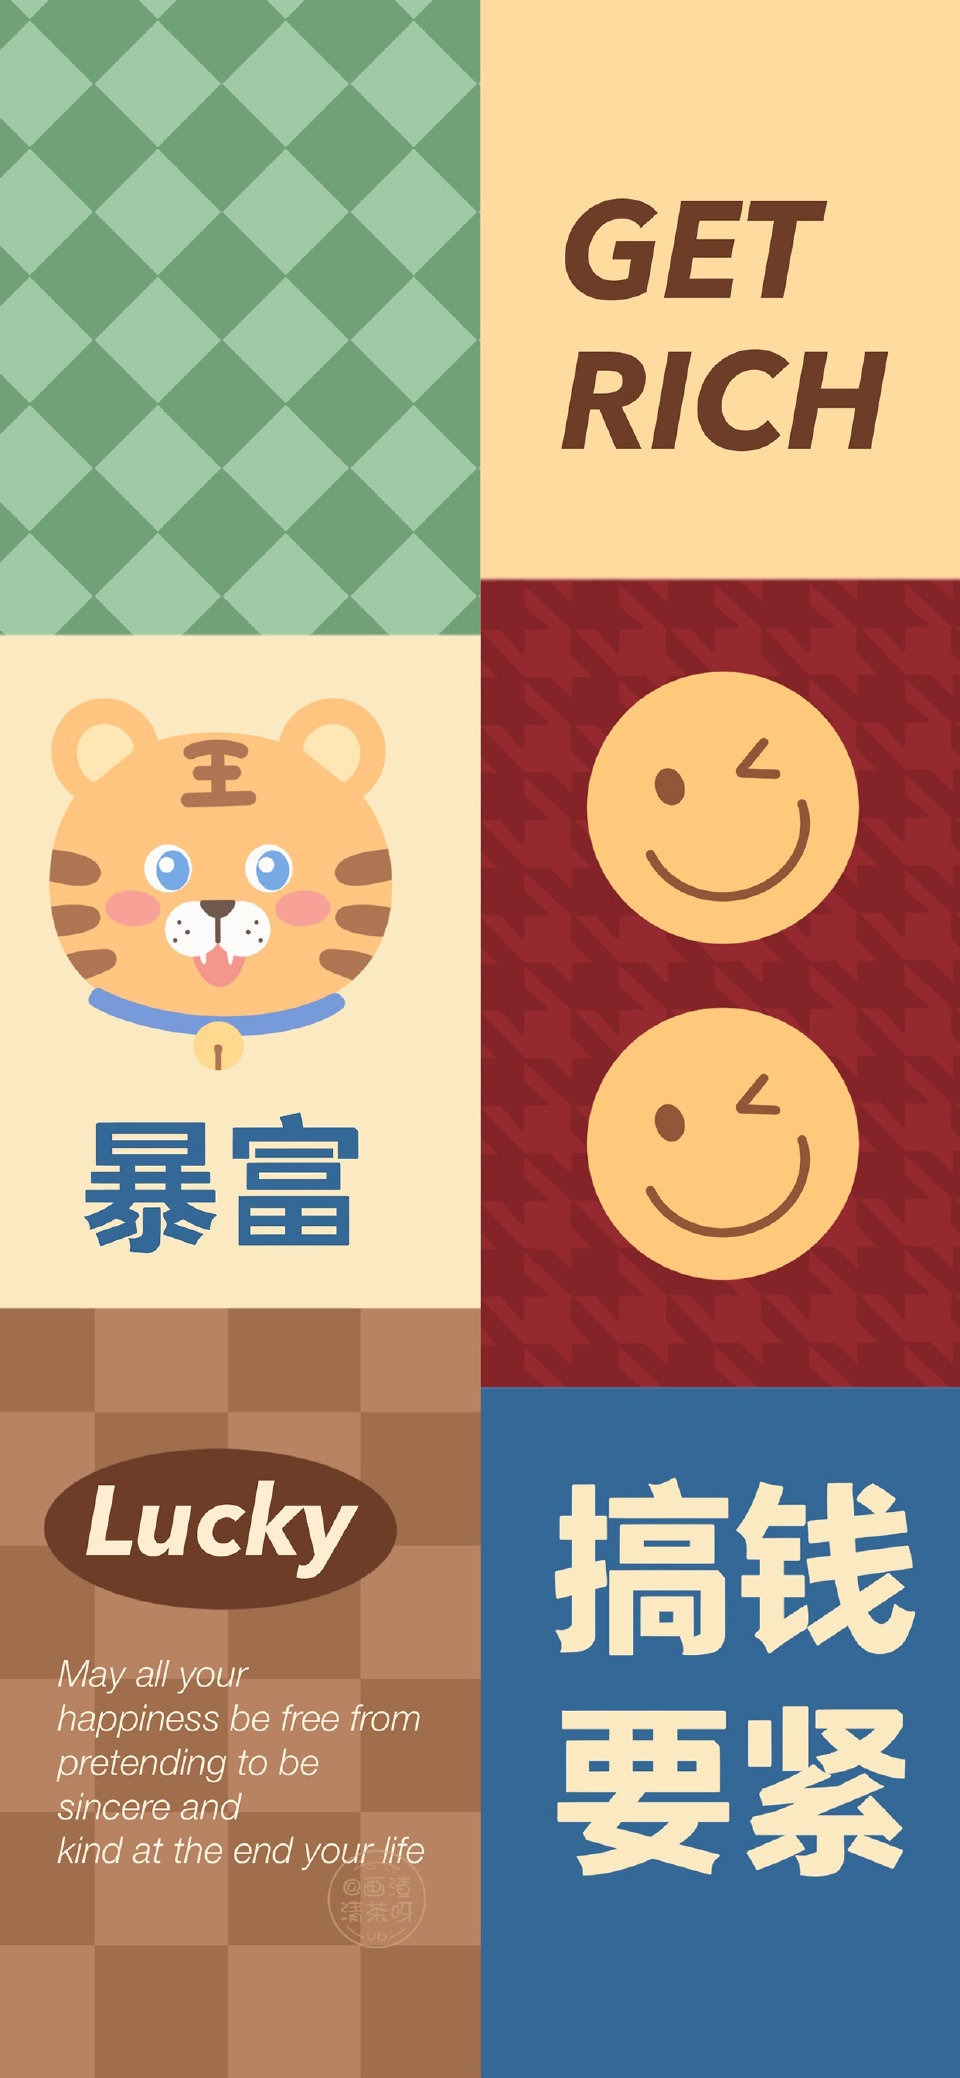 GET
RICH
王
暴富
Lucky
May all your
happiness be free from
pretending to be
sincere and
kind at the end your life
@画渣
清茶呀
搞钱
要紧